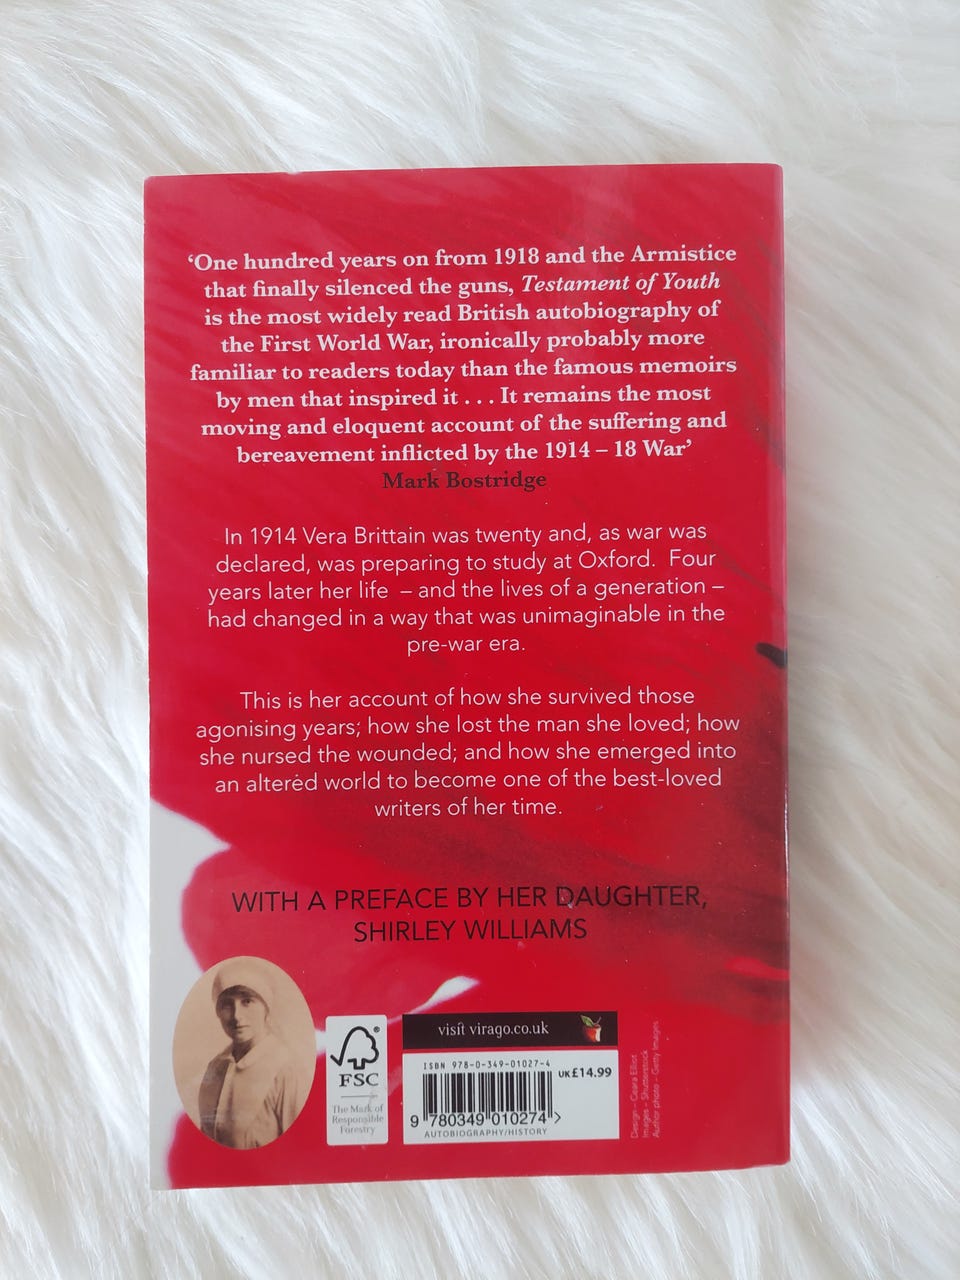 ‘One hundred years on from 1918 and the Armistice
that finally silenced the guns, Testament of Youth
is the most widely read British autobiography of
the First World War, ironically probably more
familiar to readers today than the famous memoirs
by men that inspired it . . . It remains the most
moving and eloquent account of the suffering and
bereavement inflicted by the 1914 – 18 War’
Mark Bostridge
In 1914 Vera Brittain was twenty and, as war was
declared, was preparing to study at Oxford. Four
years later her life – and the lives of a generation –
had changed in a way that was unimaginable in the
pre-war era.
This is her account of how she survived those
agonising years; how she lost the man she loved; how
she nursed the wounded; and how she emerged into
an altered world to become one of the best-loved
writers of her time.
WITH A PREFACE BY HER DAUGHTER,
SHIRLEY WILLIAMS
®
FSC
The Mark of
Responsible
Forestry
visit virago.co.uk
ISBN 978-0-349-01027-4
UK £14.99
9 780349 010274 >
AUTOBIOGRAPHY/HISTORY
Design – Ceara Elliot
Images – Shutterstock
Author photo – Getty Images